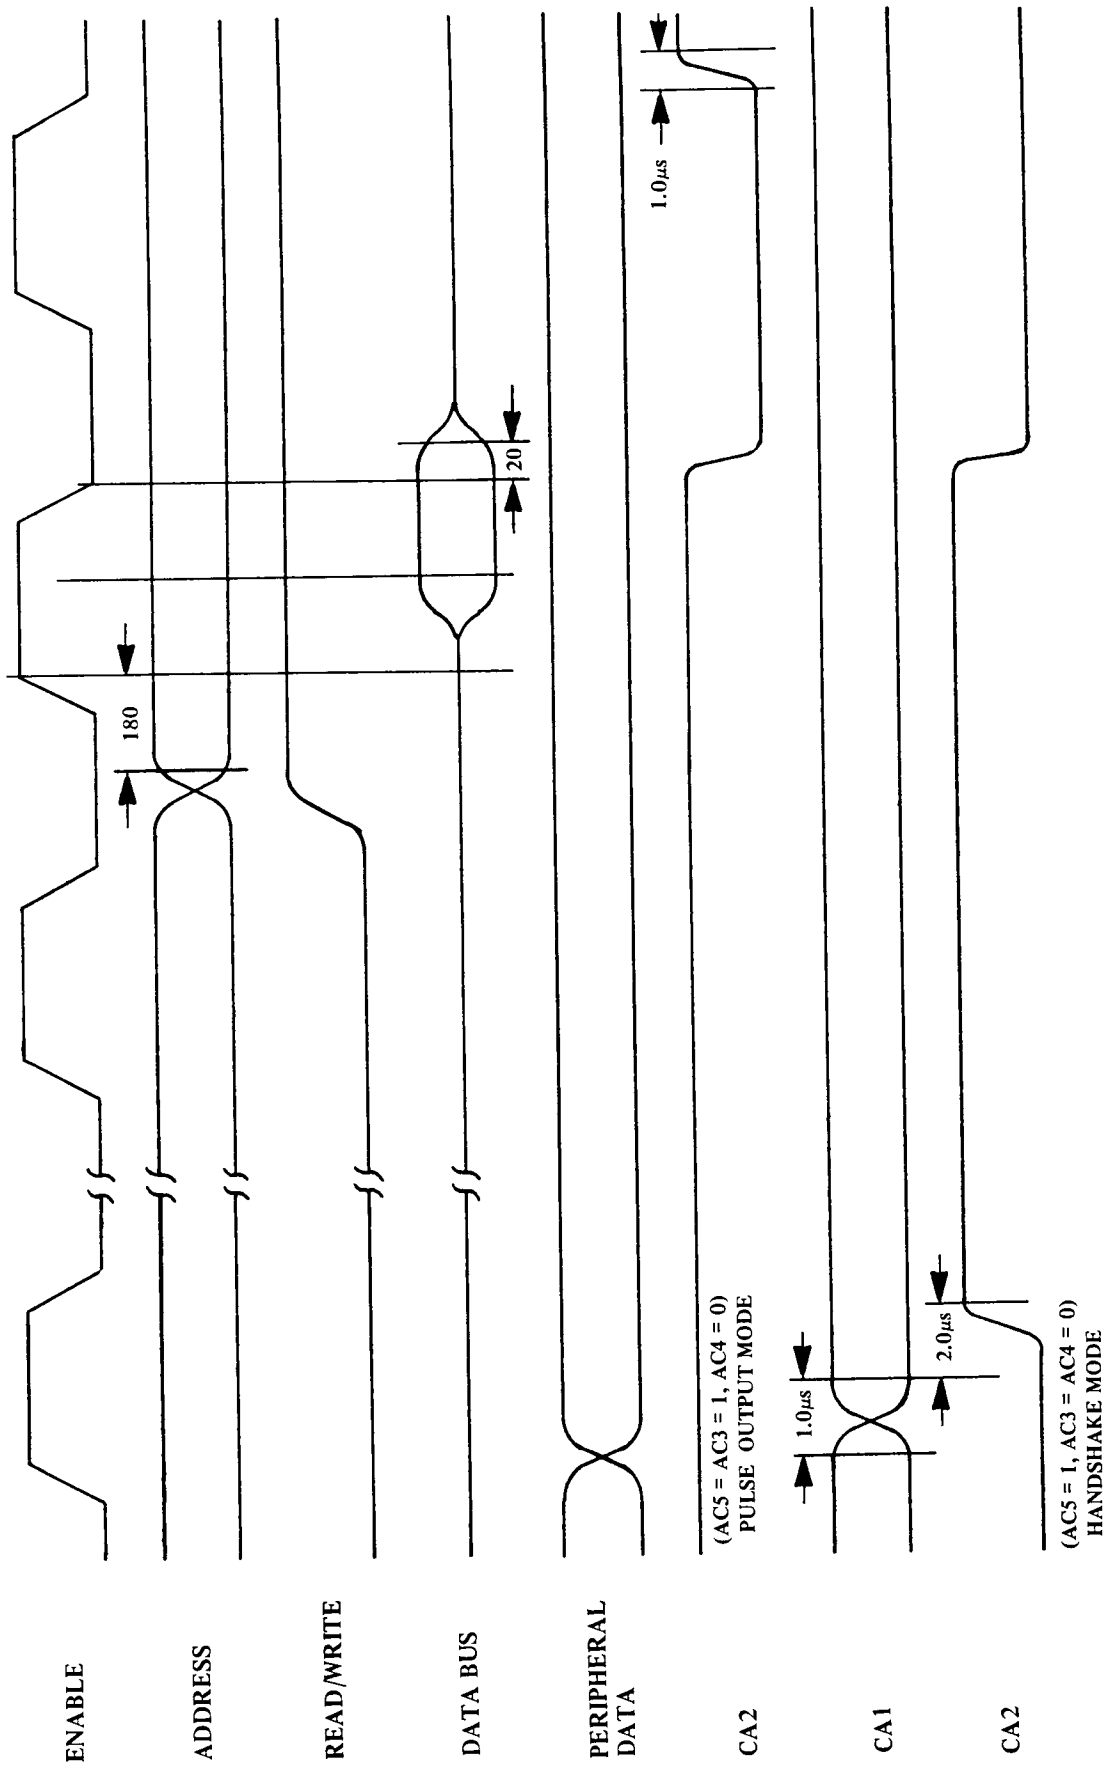 ENABLE
180
ADDRESS
READ/WRITE
DATA BUS
20
PERIPHERAL
DATA
1.0µs
CA2
(AC5 = AC3 = 1, AC4 = 0)
PULSE OUTPUT MODE
1.0µs
CA1
2.0µs
CA2
(AC5 = 1, AC3 = AC4 = 0)
HANDSHAKE MODE